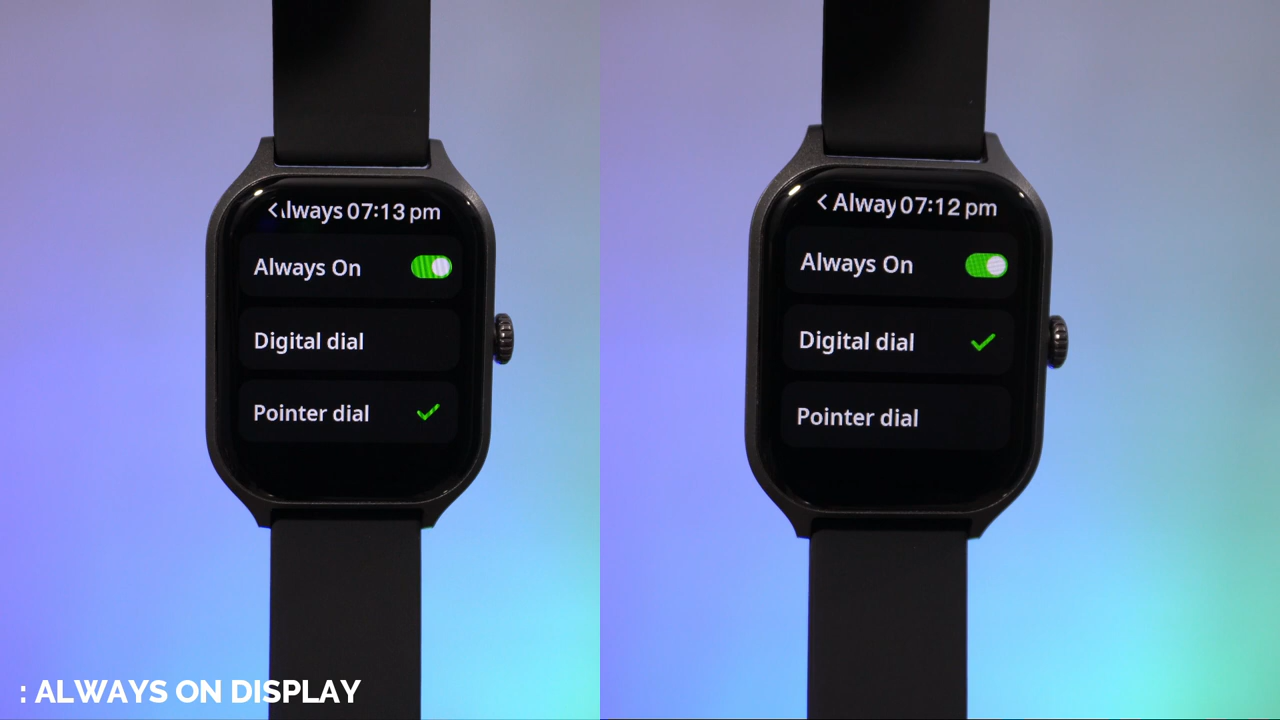 ‹lways 07:13 pm
Always On
Digital dial
Pointer dial
‹ Alway 07:12 pm
Always On
Digital dial
Pointer dial
: ALWAYS ON DISPLAY